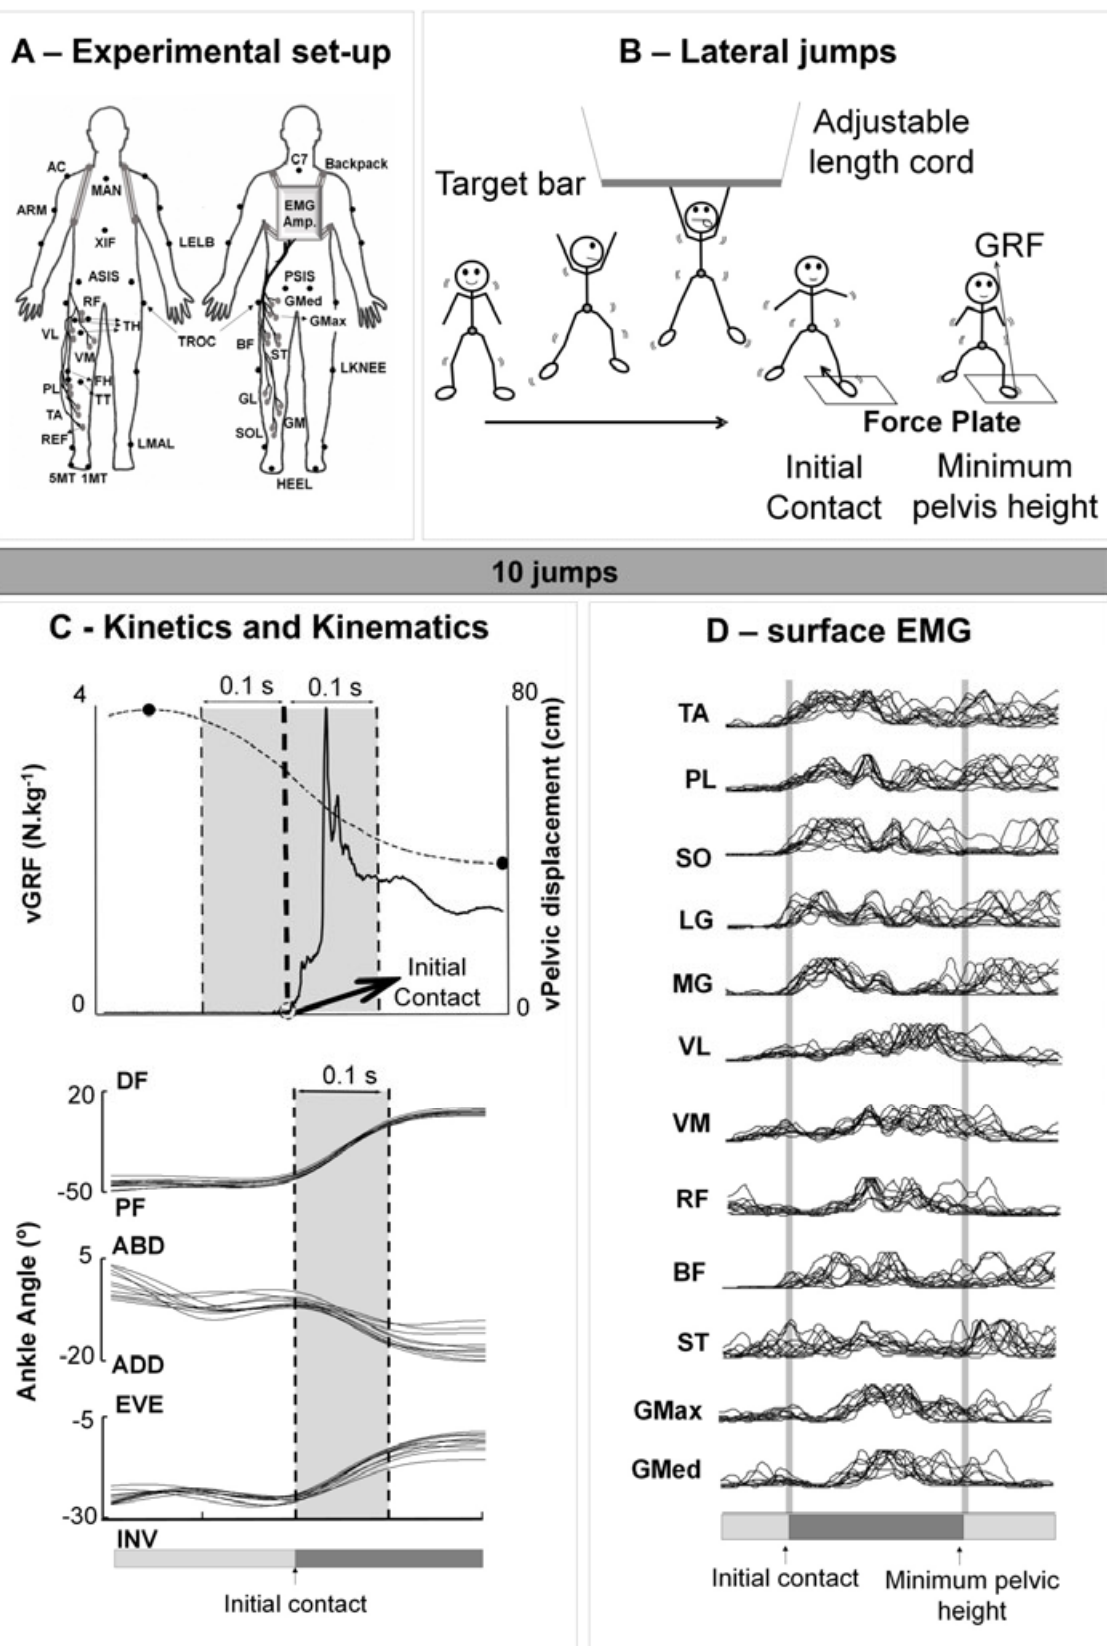 A – Experimental set-up
AC
MAN
ARM
XIF
LELB
ASIS
RF
VL
TH
VM
PL
FH
TT
TA
REF
LMAL
5MT 1MT
C7
Backpack
EMG
Amp.
PSIS
GMed
GMax
TROC
BF
ST
LKNEE
GL
GM
SOL
HEEL
B – Lateral jumps
Target bar
Adjustable
length cord
GRF
Force Plate
Initial
Contact
Minimum
pelvis height
10 jumps
C - Kinetics and Kinematics
0.1 s
0.1 s
4
80
vGRF (N.kg-1)
vPelvic displacement (cm)
Initial
Contact
0
0
0.1 s
DF
20
-50
PF
Ankle Angle (º)
ABD
5
-20
ADD
EVE
-5
-30
INV
Initial contact
D – surface EMG
TA
PL
SO
LG
MG
VL
VM
RF
BF
ST
GMax
GMed
Initial contact
Minimum pelvic
height